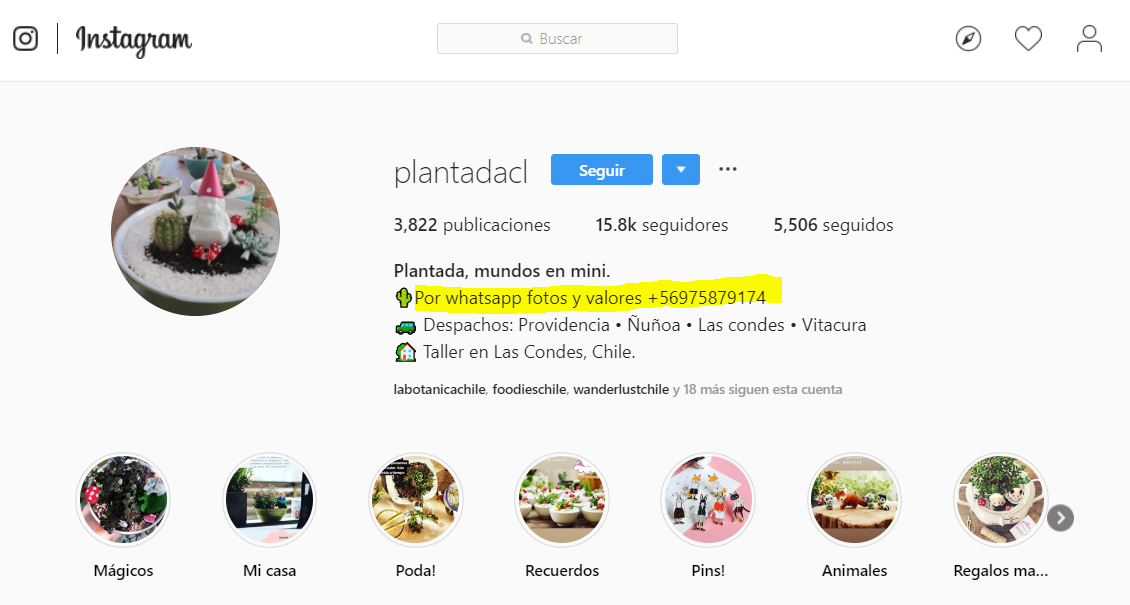 Instagram
Buscar
plantadacl Seguir
3,822 publicaciones 15.8k seguidores 5,506 seguidos
Plantada, mundos en mini.
🌵Por whatsapp fotos y valores +56975879174
🚙 Despachos: Providencia • Ñuñoa • Las condes • Vitacura
🏠 Taller en Las Condes, Chile.
labotanicachile, foodieschile, wanderlustchile y 18 más siguen esta cuenta
Mágicos Mi casa Poda! Recuerdos Pins! Animales Regalos ma...